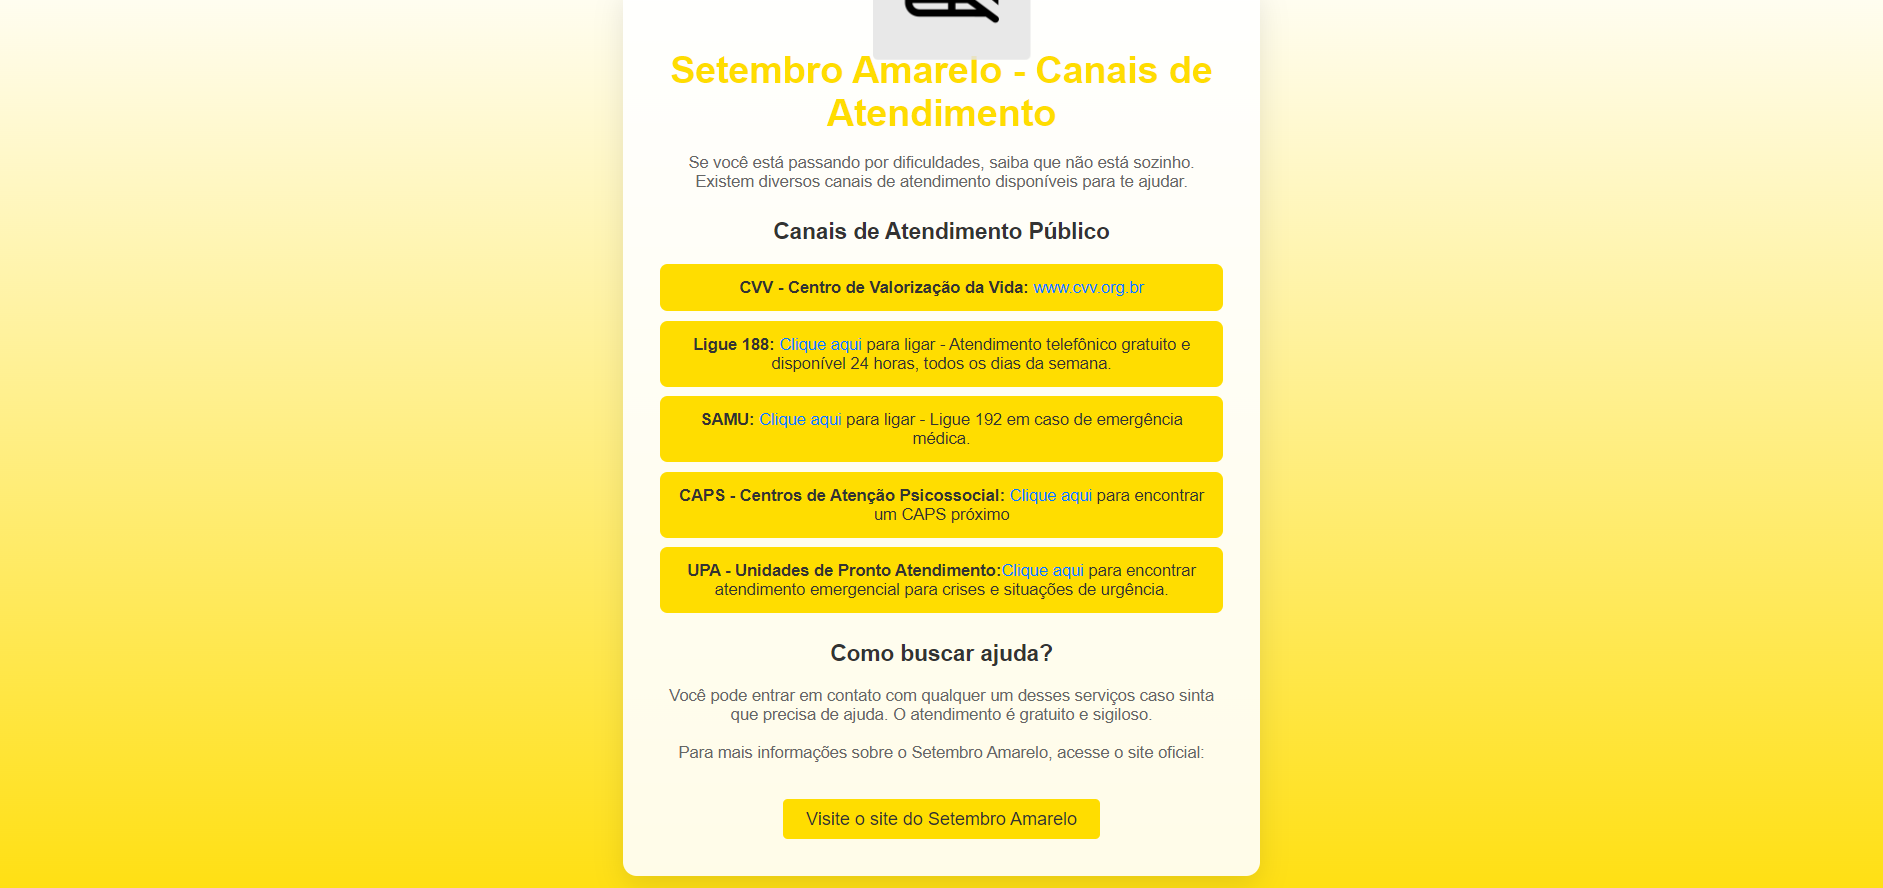 Setembro Amarelo - Canais de
Atendimento
Se você está passando por dificuldades, saiba que não está sozinho.
Existem diversos canais de atendimento disponíveis para te ajudar.
Canais de Atendimento Público
CVV - Centro de Valorização da Vida: www.cvv.org.br
Ligue 188: Clique aqui para ligar - Atendimento telefônico gratuito e
disponível 24 horas, todos os dias da semana.
SAMU: Clique aqui para ligar - Ligue 192 em caso de emergência
médica.
CAPS - Centros de Atenção Psicossocial: Clique aqui para encontrar
um CAPS próximo
UPA - Unidades de Pronto Atendimento:Clique aqui para encontrar
atendimento emergencial para crises e situações de urgência.
Como buscar ajuda?
Você pode entrar em contato com qualquer um desses serviços caso sinta
que precisa de ajuda. O atendimento é gratuito e sigiloso.
Para mais informações sobre o Setembro Amarelo, acesse o site oficial:
Visite o site do Setembro Amarelo